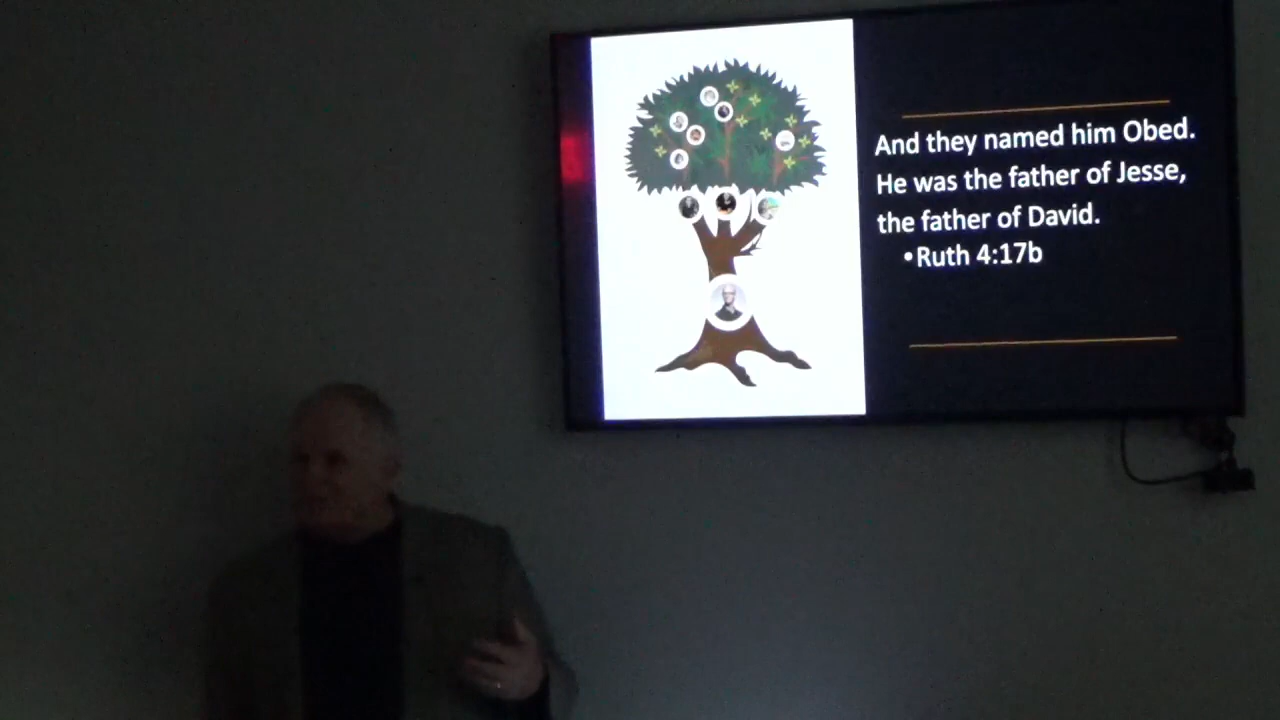 And they named him Obed.
He was the father of Jesse,
the father of David.
•Ruth 4:17b